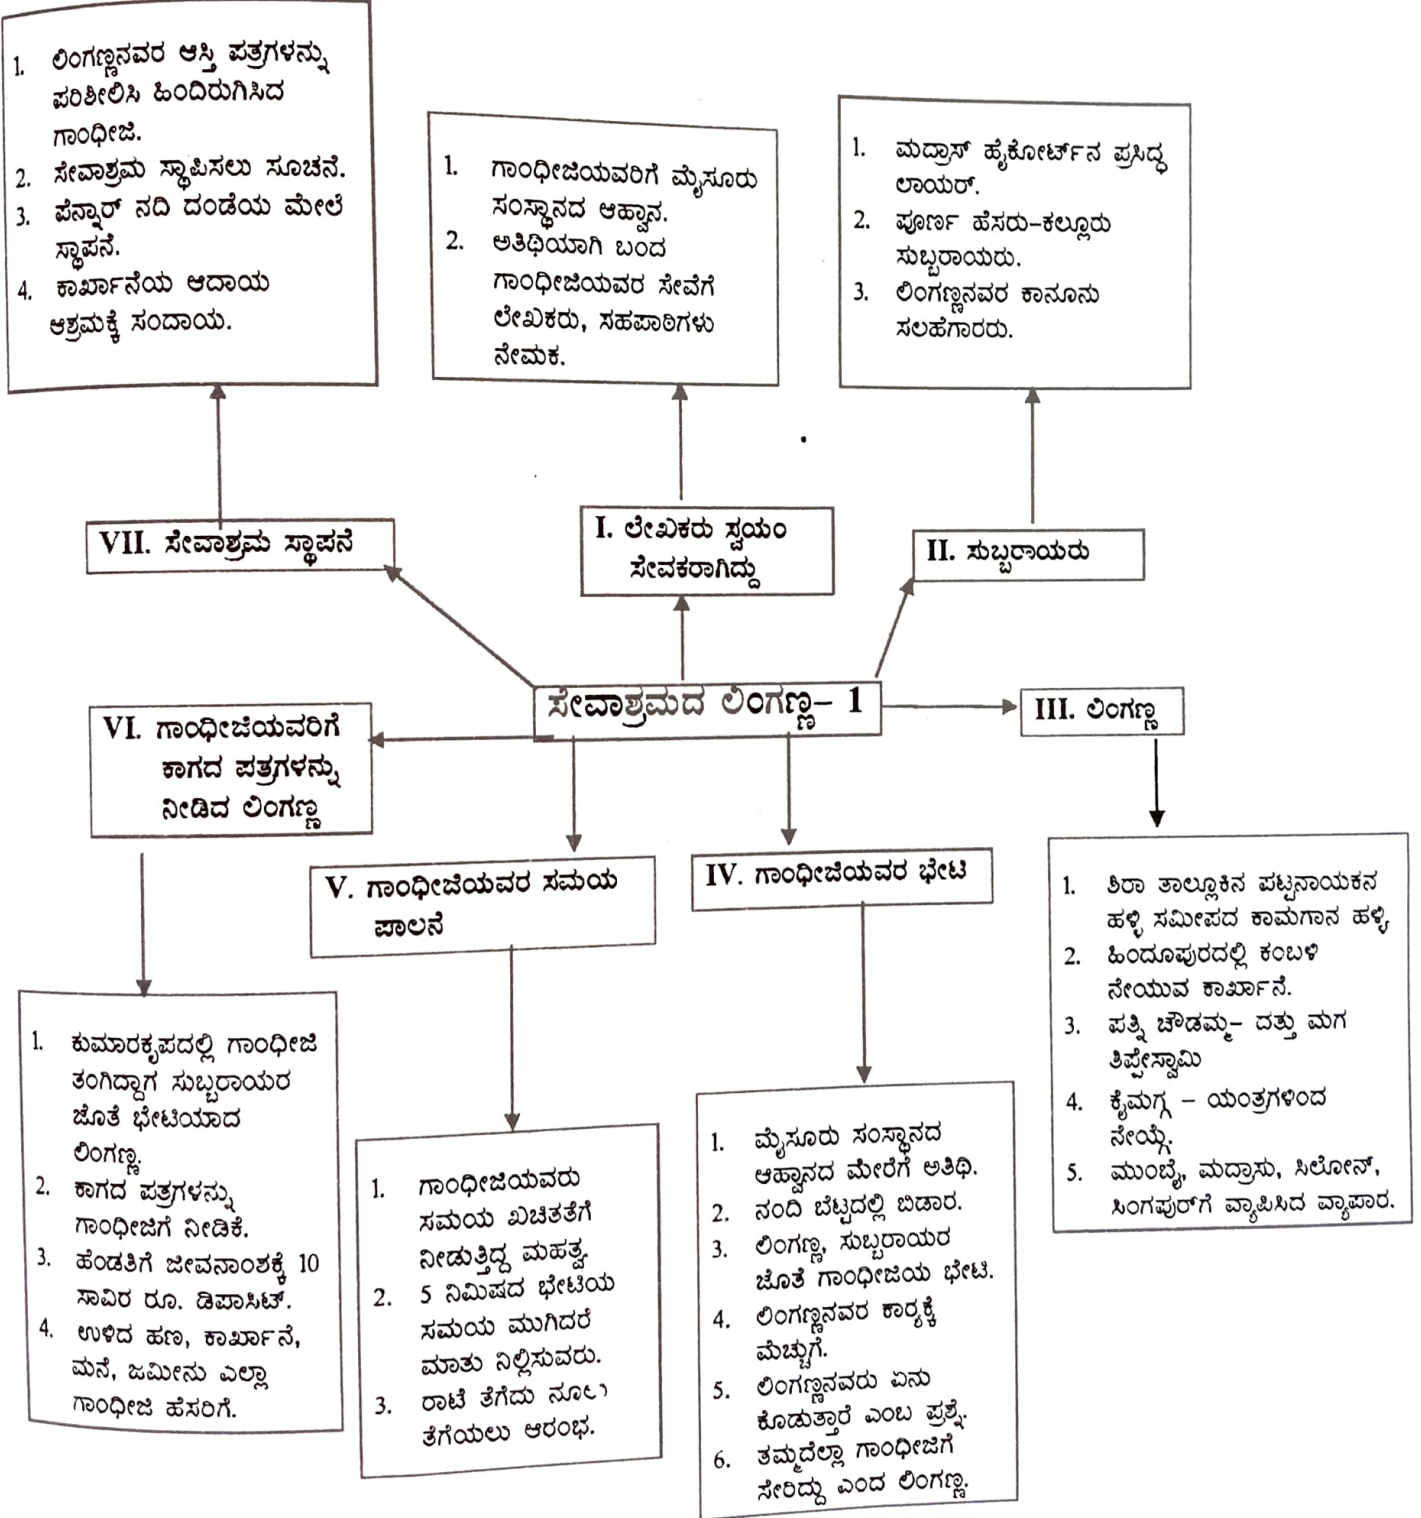 1. ಲಿಂಗಣ್ಣನವರ ಆಸ್ತಿ ಪತ್ರಗಳನ್ನು
ಪರಿಶೀಲಿಸಿ ಹಿಂದಿರುಗಿಸಿದ
ಗಾಂಧೀಜಿ.
2. ಸೇವಾಶ್ರಮ ಸ್ಥಾಪಿಸಲು ಸೂಚನೆ.
3. ಪೆನ್ನಾರ್ ನದಿ ದಂಡೆಯ ಮೇಲೆ
ಸ್ಥಾಪನೆ.
4. ಕಾರ್ಖಾನೆಯ ಆದಾಯ
ಆಶ್ರಮಕ್ಕೆ ಸಂದಾಯ.
1. ಗಾಂಧೀಜಿಯವರಿಗೆ ಮೈಸೂರು
ಸಂಸ್ಥಾನದ ಆಹ್ವಾನ.
2. ಅತಿಥಿಯಾಗಿ ಬಂದ
ಗಾಂಧೀಜಿಯವರ ಸೇವೆಗೆ
ಲೇಖಕರು, ಸಹಪಾಠಿಗಳು
ನೇಮಕ.
1. ಮದ್ರಾಸ್ ಹೈಕೋರ್ಟ್‌ನ ಪ್ರಸಿದ್ಧ
ಲಾಯರ್.
2. ಪೂರ್ಣ ಹೆಸರು-ಕಲ್ಲೂರು
ಸುಬ್ಬರಾಯರು.
3. ಲಿಂಗಣ್ಣನವರ ಕಾನೂನು
ಸಲಹೆಗಾರರು.
VII. ಸೇವಾಶ್ರಮ ಸ್ಥಾಪನೆ
I. ಲೇಖಕರು ಸ್ವಯಂ
ಸೇವಕರಾಗಿದ್ದು
II. ಸುಬ್ಬರಾಯರು
ಸೇವಾಶ್ರಮದ ಲಿಂಗಣ್ಣ- 1
III. ಲಿಂಗಣ್ಣ
VI. ಗಾಂಧೀಜಿಯವರಿಗೆ
ಕಾಗದ ಪತ್ರಗಳನ್ನು
ನೀಡಿದ ಲಿಂಗಣ್ಣ
V. ಗಾಂಧೀಜಿಯವರ ಸಮಯ
ಪಾಲನೆ
IV. ಗಾಂಧೀಜಿಯವರ ಭೇಟಿ
1. ಶಿರಾ ತಾಲ್ಲೂಕಿನ ಪಟ್ಟನಾಯಕನ
ಹಳ್ಳಿ ಸಮೀಪದ ಕಾಮಗಾನ ಹಳ್ಳಿ
2. ಹಿಂದೂಪುರದಲ್ಲಿ ಕಂಬಳಿ
ನೇಯುವ ಕಾರ್ಖಾನೆ.
3. ಪತ್ನಿ ಚೌಡಮ್ಮ- ದತ್ತು ಮಗ
ತಿಪ್ಪೇಸ್ವಾಮಿ
4. ಕೈಮಗ್ಗ - ಯಂತ್ರಗಳಿಂದ
ನೇಯ್ಗೆ.
5. ಮುಂಬೈ, ಮದ್ರಾಸು, ಸಿಲೋನ್,
ಸಿಂಗಪುರ್‌ಗೆ ವ್ಯಾಪಿಸಿದ ವ್ಯಾಪಾರ.
1. ಕುಮಾರಕೃಪದಲ್ಲಿ ಗಾಂಧೀಜಿ
ತಂಗಿದ್ದಾಗ ಸುಬ್ಬರಾಯರ
ಜೊತೆ ಭೇಟಿಯಾದ
ಲಿಂಗಣ್ಣ.
2. ಕಾಗದ ಪತ್ರಗಳನ್ನು
ಗಾಂಧೀಜಿಗೆ ನೀಡಿಕೆ.
3. ಹೆಂಡತಿಗೆ ಜೀವನಾಂಶಕ್ಕೆ 10
ಸಾವಿರ ರೂ. ಡಿಪಾಸಿಟ್.
4. ಉಳಿದ ಹಣ, ಕಾರ್ಖಾನೆ,
ಮನೆ, ಜಮೀನು ಎಲ್ಲಾ
ಗಾಂಧೀಜಿ ಹೆಸರಿಗೆ.
1. ಗಾಂಧೀಜಿಯವರು
ಸಮಯ ಖಚಿತತೆಗೆ
ನೀಡುತ್ತಿದ್ದ ಮಹತ್ವ.
2. 5 ನಿಮಿಷದ ಭೇಟಿಯ
ಸಮಯ ಮುಗಿದರೆ
ಮಾತು ನಿಲ್ಲಿಸುವರು.
3. ರಾಟೆ ತೆಗೆದು
ತೆಗೆಯಲು ಆರಂಭ.
1. ಮೈಸೂರು ಸಂಸ್ಥಾನದ
ಆಹ್ವಾನದ ಮೇರೆಗೆ ಅತಿಥಿ.
2. ನಂದಿ ಬೆಟ್ಟದಲ್ಲಿ ಬಿಡಾರ.
3. ಲಿಂಗಣ್ಣ, ಸುಬ್ಬರಾಯರ
ಜೊತೆ ಗಾಂಧೀಜಿಯ ಭೇಟಿ.
4. ಲಿಂಗಣ್ಣನವರ ಕಾರ‍್ಯಕ್ಕೆ
ಮೆಚ್ಚುಗೆ.
5. ಲಿಂಗಣ್ಣನವರು ಏನು
ಕೊಡುತ್ತಾರೆ ಎಂಬ ಪ್ರಶ್ನೆ.
6. ತಮ್ಮದೆಲ್ಲಾ ಗಾಂಧೀಜಿಗೆ
ಸೇರಿದ್ದು ಎಂದ ಲಿಂಗಣ್ಣ.